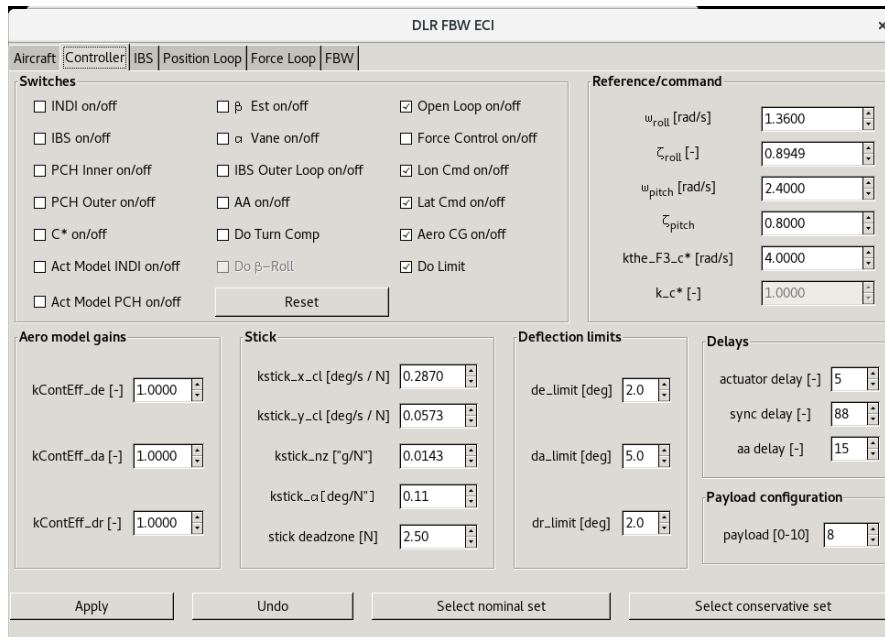 DLR FBW ECI
×
Aircraft Controller IBS Position Loop Force Loop FBW
Switches
INDI on/off
β Est on/off
Open Loop on/off
IBS on/off
α Vane on/off
Force Control on/off
PCH Inner on/off
IBS Outer Loop on/off
Lon Cmd on/off
PCH Outer on/off
AA on/off
Lat Cmd on/off
C* on/off
Do Turn Comp
Aero CG on/off
Act Model INDI on/off
Do β-Roll
Do Limit
Act Model PCH on/off
Reset
Reference/command
ω_roll [rad/s] 1.3600
ζ_roll [-] 0.8949
ω_pitch [rad/s] 2.4000
ζ_pitch 0.8000
kthe_F3_c* [rad/s] 4.0000
k_c* [-] 1.0000
Aero model gains
kContEff_de [-] 1.0000
kContEff_da [-] 1.0000
kContEff_dr [-] 1.0000
Stick
kstick_x_cl [deg/s / N] 0.2870
kstick_y_cl [deg/s / N] 0.0573
kstick_nz ["g/N"] 0.0143
kstick_α[deg/N"] 0.11
stick deadzone [N] 2.50
Deflection limits
de_limit [deg] 2.0
da_limit [deg] 5.0
dr_limit [deg] 2.0
Delays
actuator delay [-] 5
sync delay [-] 88
aa delay [-] 15
Payload configuration
payload [0-10] 8
Apply
Undo
Select nominal set
Select conservative set